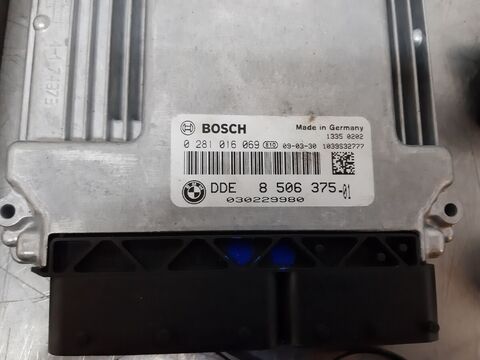 BOSCH
Made in Germany
1335 0202
0 281 016 069 E10 09-03-30 1039S32777
DDE 8 506 375-01
030229980